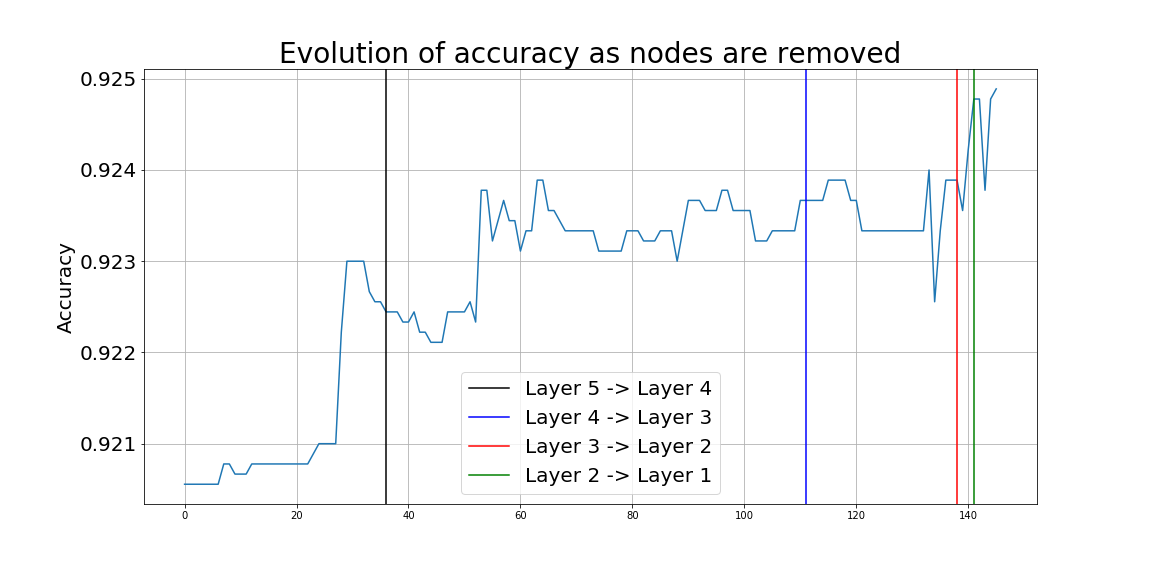 Evolution of accuracy as nodes are removed
0.925
0.924
0.923
0.922
0.921
Accuracy
Layer 5 -> Layer 4
Layer 4 -> Layer 3
Layer 3 -> Layer 2
Layer 2 -> Layer 1
0 20 40 60 80 100 120 140